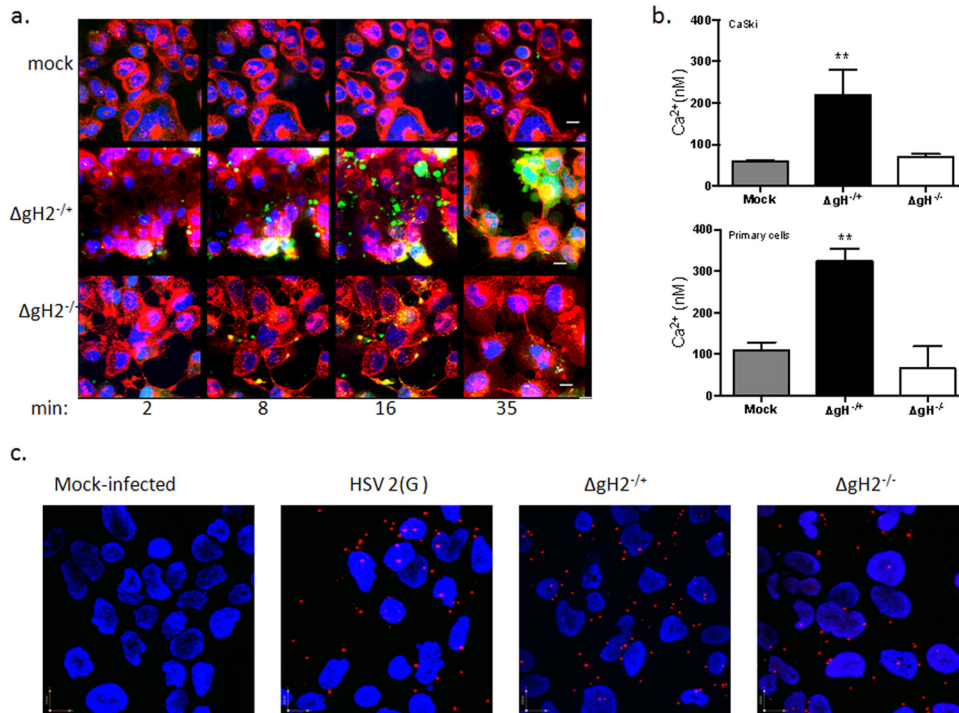 a.
mock
ΔgH2-/+
ΔgH2-/-
min: 2 8 16 35
b.
CaSki
Ca2+(nM)
400
300
200
100
0
Mock ΔgH-/+ ΔgH-/-
**
Primary cells
Ca2+ (nM)
400
300
200
100
0
Mock ΔgH-/+ ΔgH-/-
**
c.
Mock-infected HSV 2(G ) ΔgH2-/+ ΔgH2-/-